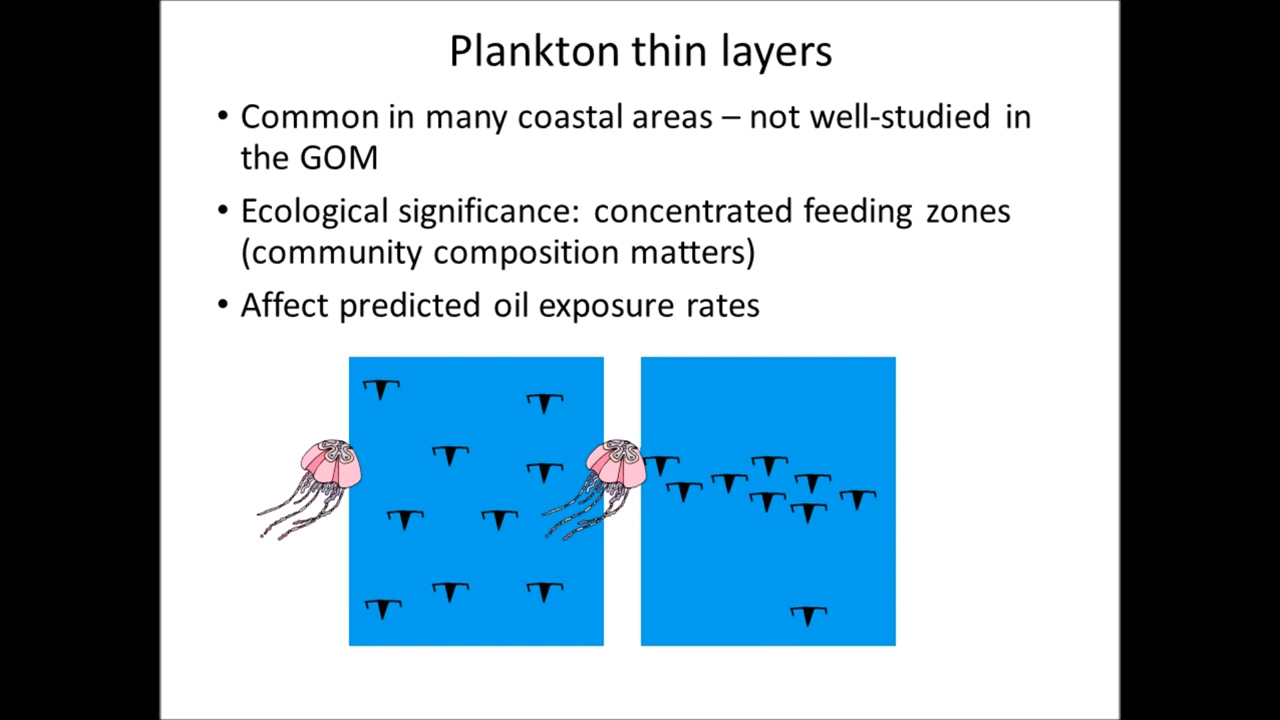 Plankton thin layers
• Common in many coastal areas – not well-studied in
the GOM
• Ecological significance: concentrated feeding zones
(community composition matters)
• Affect predicted oil exposure rates